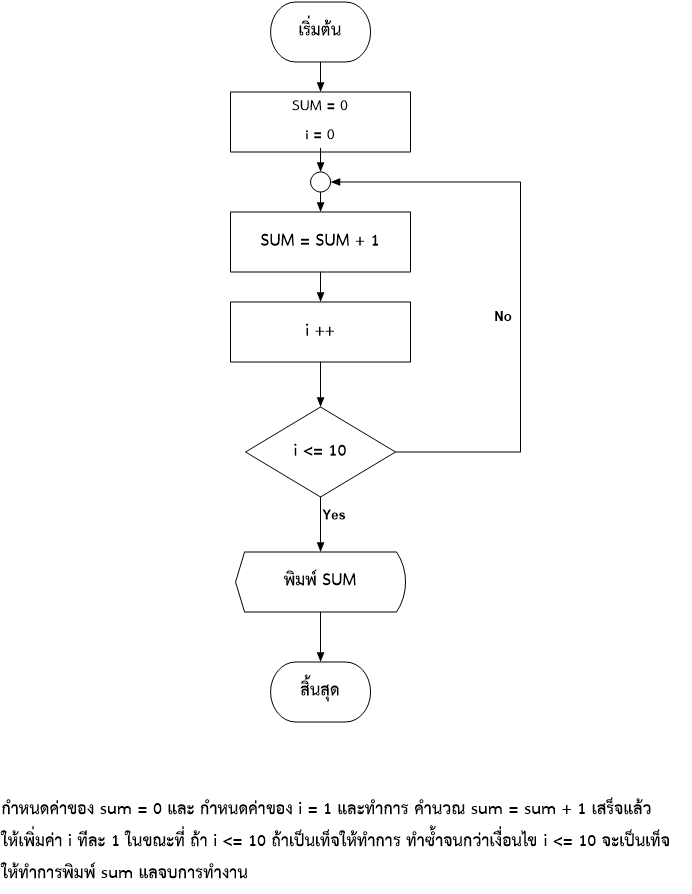 เริ่มต้น
SUM = 0
i = 0
SUM = SUM + 1
i ++
No
i <= 10
Yes
พิมพ์ SUM
สิ้นสุด
กำหนดค่าของ sum = 0 และ กำหนดค่าของ i = 1 และทำการ คำนวณ sum = sum + 1 เสร็จแล้ว
ให้เพิ่มค่า i ทีละ 1 ในขณะที่ ถ้า i <= 10 ถ้าเป็นเท็จให้ทำการ ทำซ้ำจนกว่าเงื่อนไข i <= 10 จะเป็นเท็จ
ให้ทำการพิมพ์ sum แลจบการทำงาน